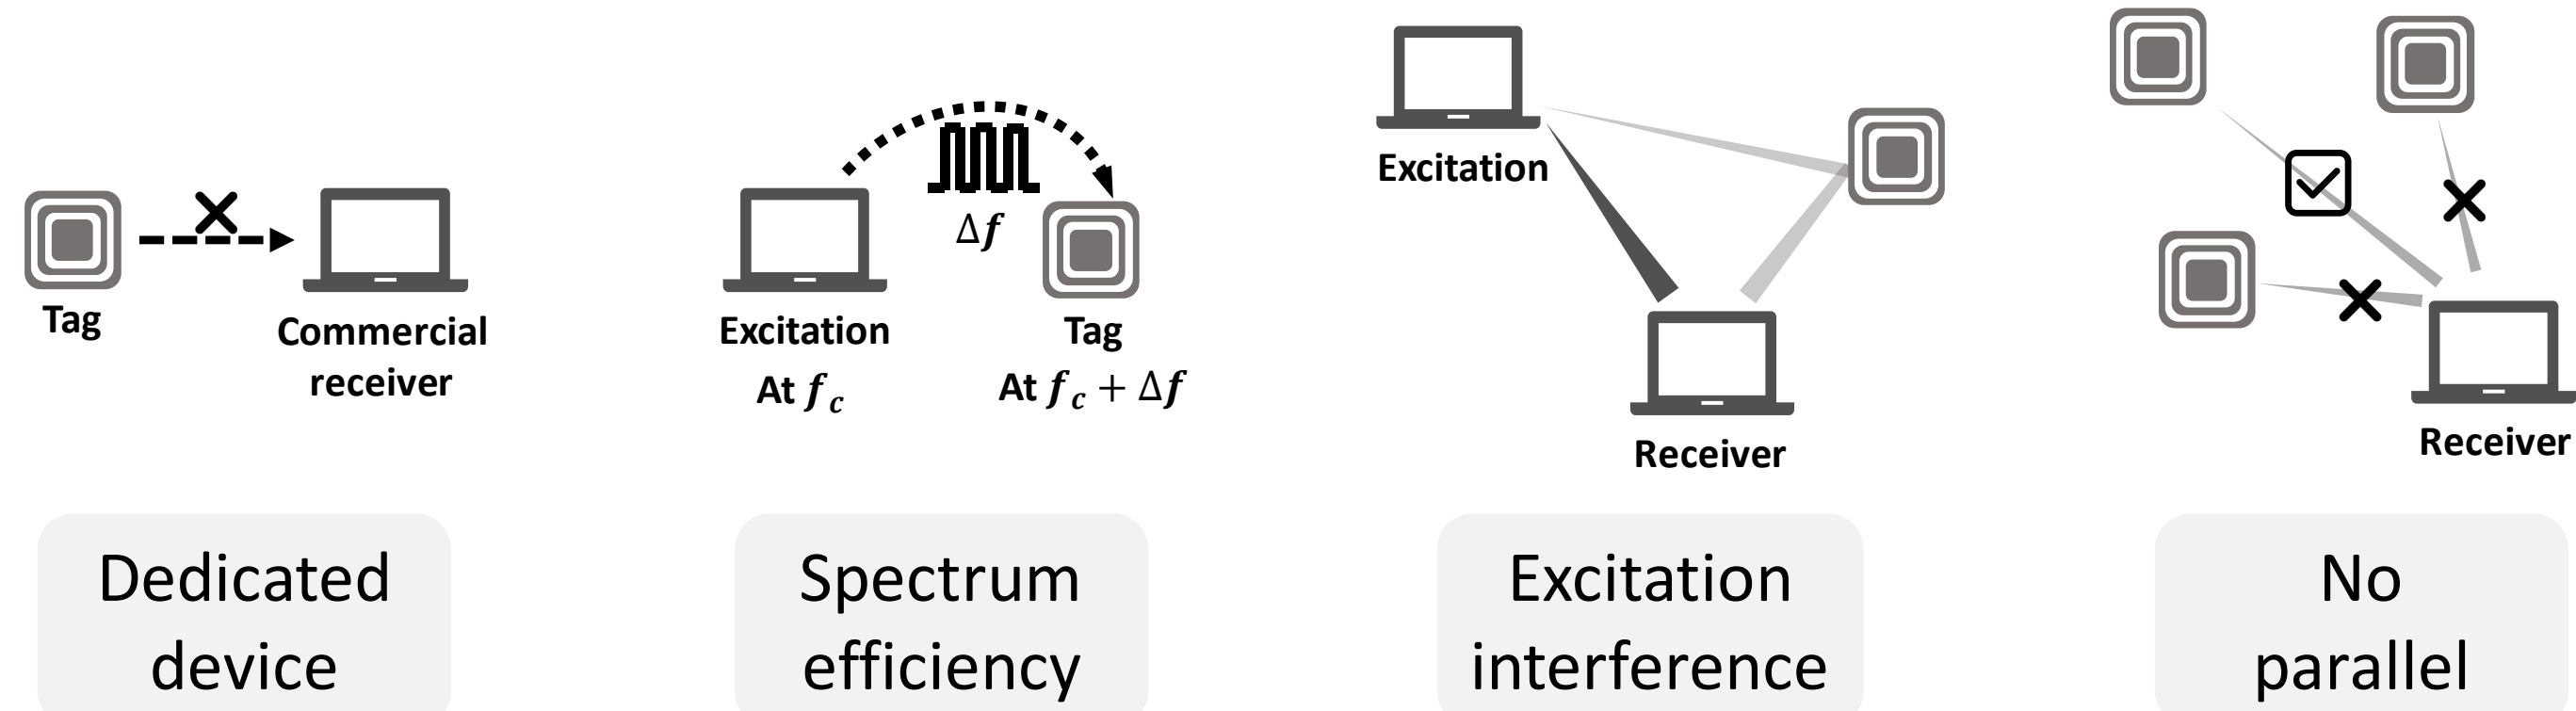 Tag
Commercial
receiver
Dedicated
device
Δf
Excitation
At f_c
Tag
At f_c + Δf
Spectrum
efficiency
Excitation
Receiver
Excitation
interference
Receiver
No
parallel